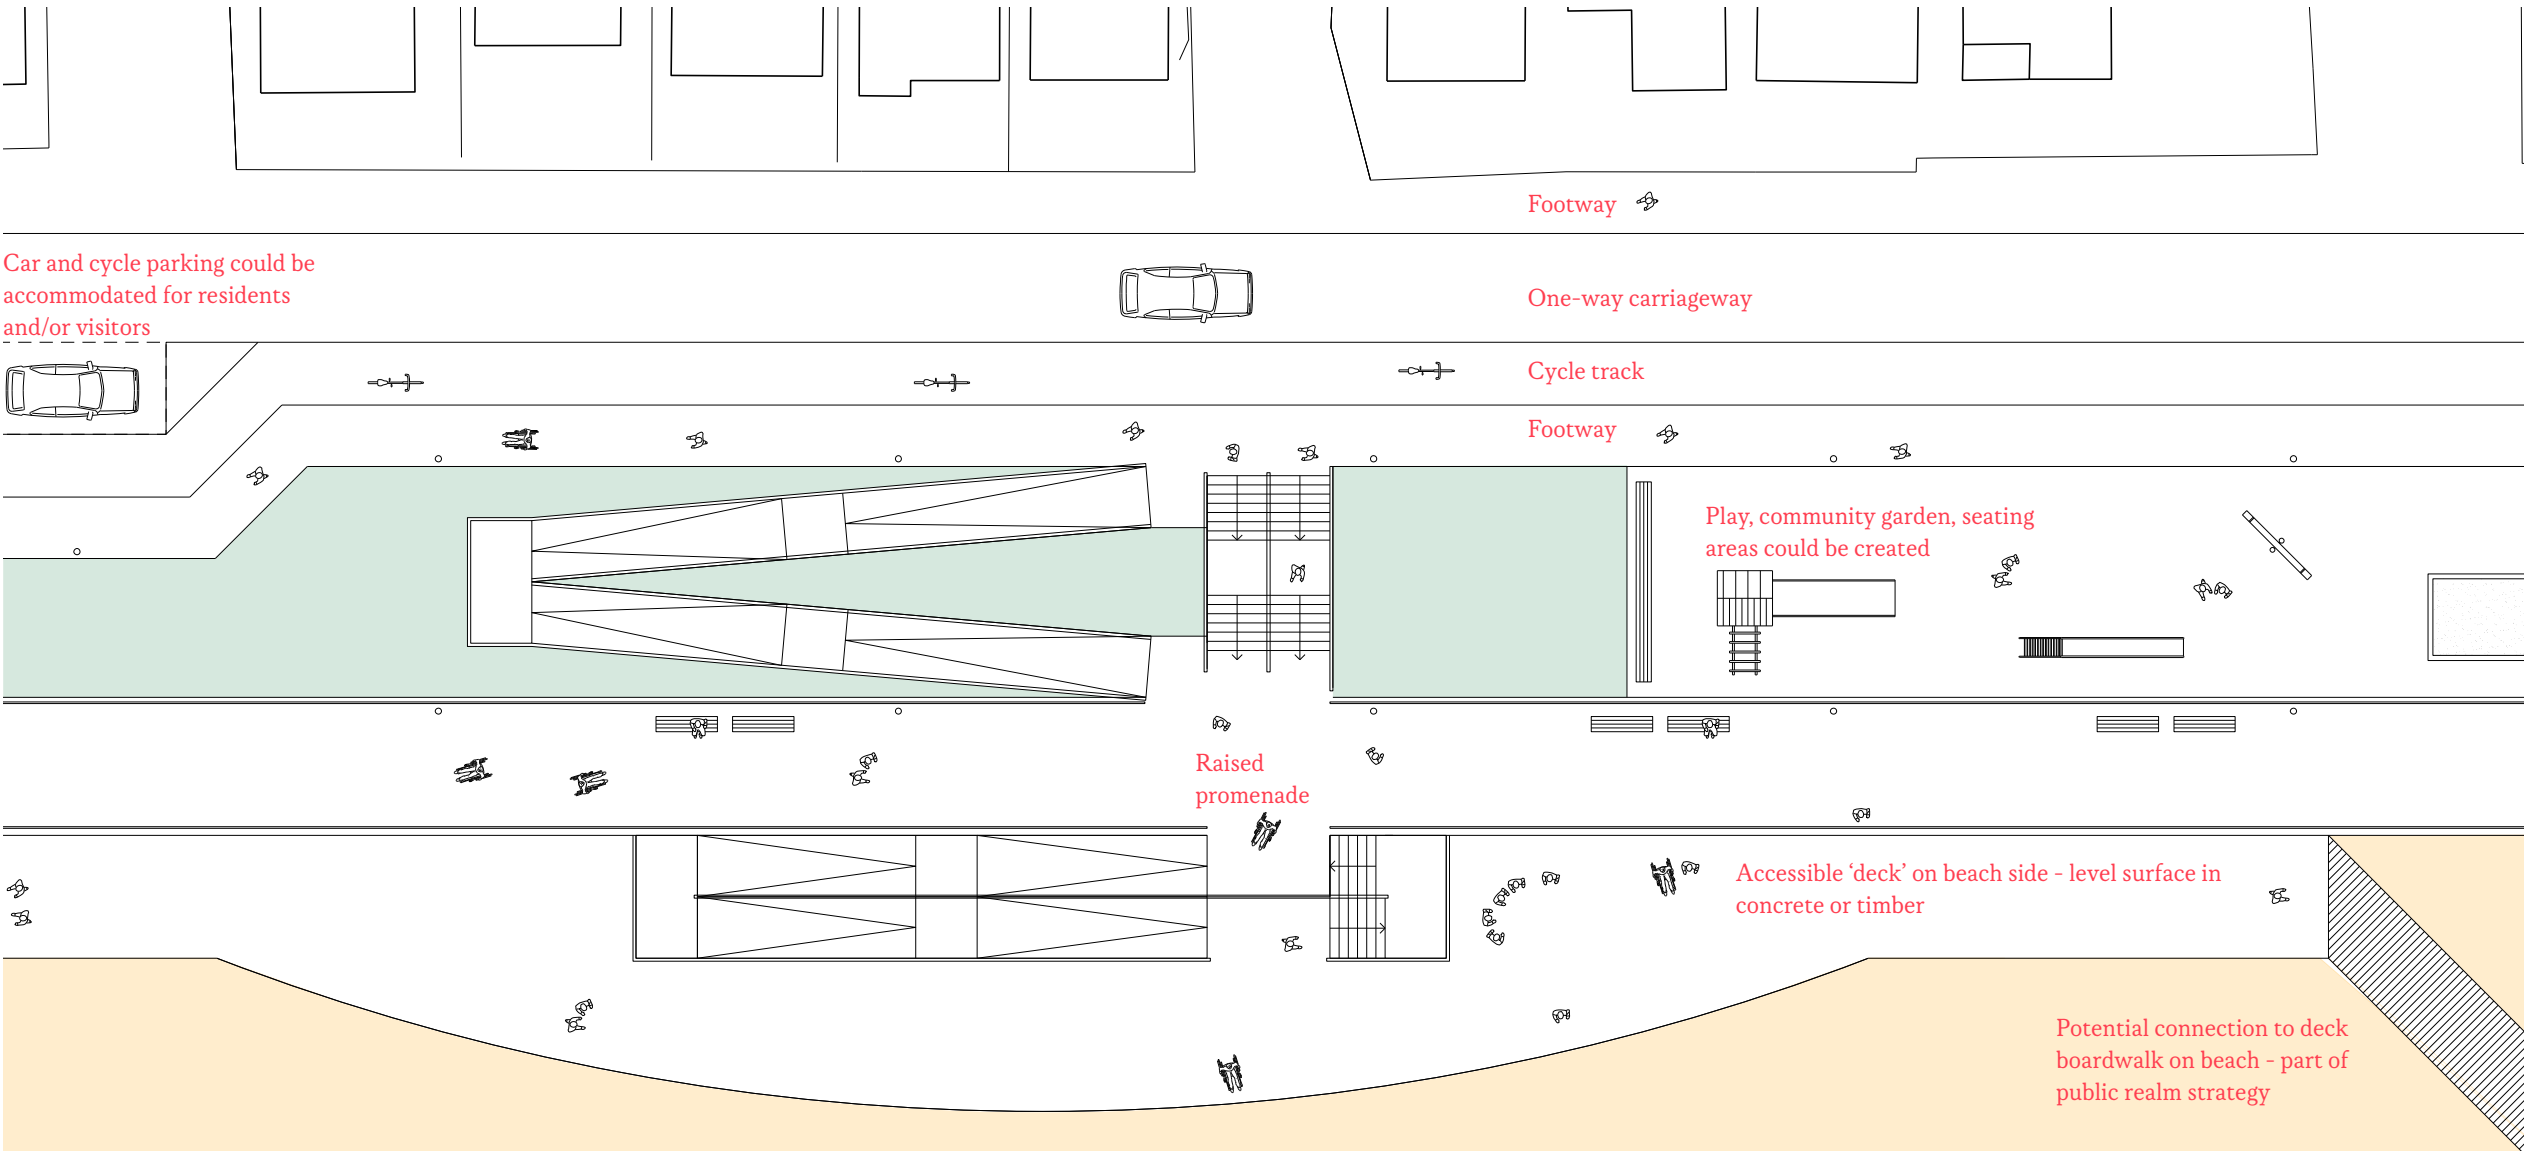 Footway
Car and cycle parking could be
accommodated for residents
and/or visitors
One-way carriageway
Cycle track
Footway
Play, community garden, seating
areas could be created
Raised
promenade
Accessible ‘deck’ on beach side - level surface in
concrete or timber
Potential connection to deck
boardwalk on beach - part of
public realm strategy